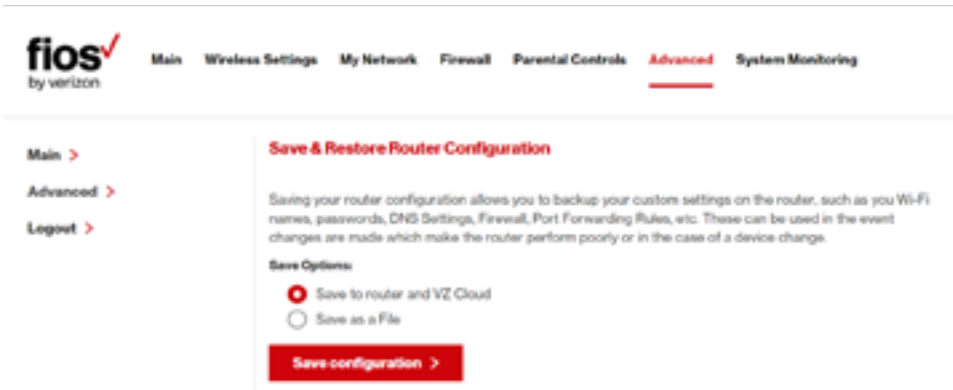 fios
by verizon
Main Wireless Settings My Network Firewall Parental Controls Advanced System Monitoring
Main >
Advanced >
Logout >
Save & Restore Router Configuration
Saving your router configuration allows you to backup your custom settings on the router, such as you Wi-Fi
names, passwords, DNS Settings, Firewall, Port Forwarding Rules, etc. These can be used in the event
changes are made which make the router perform poorly or in the case of a device change.
Save Options:
Save to router and VZ Cloud
Save as a File
Save configuration >